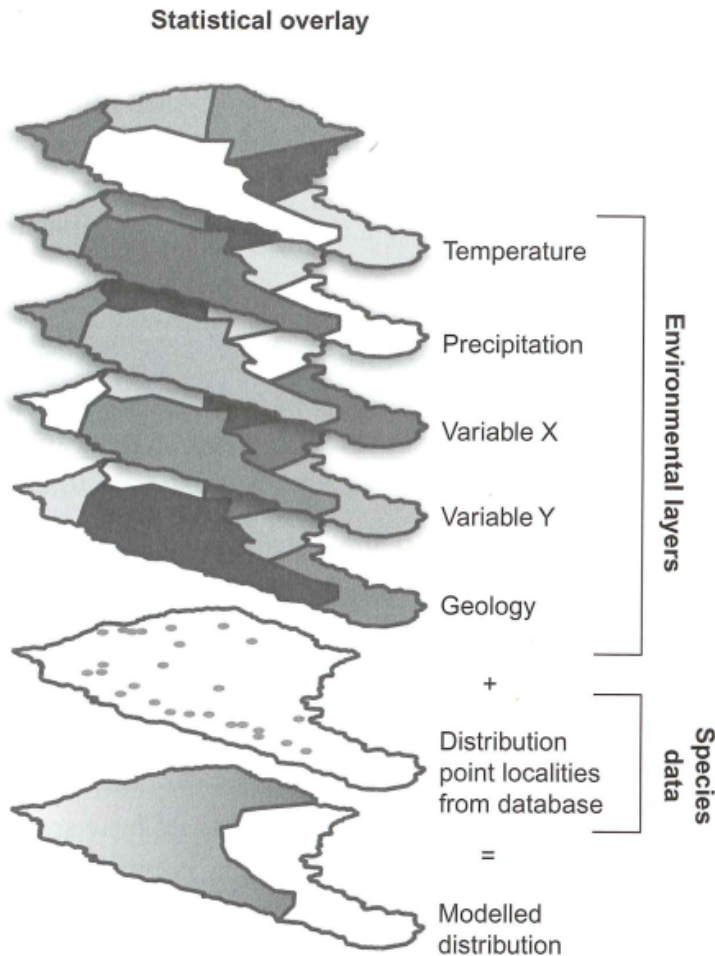 Statistical overlay
Temperature
Precipitation
Variable X
Variable Y
Geology
Environmental layers
+
Distribution
point localities
from database
Species
data
=
Modelled
distribution